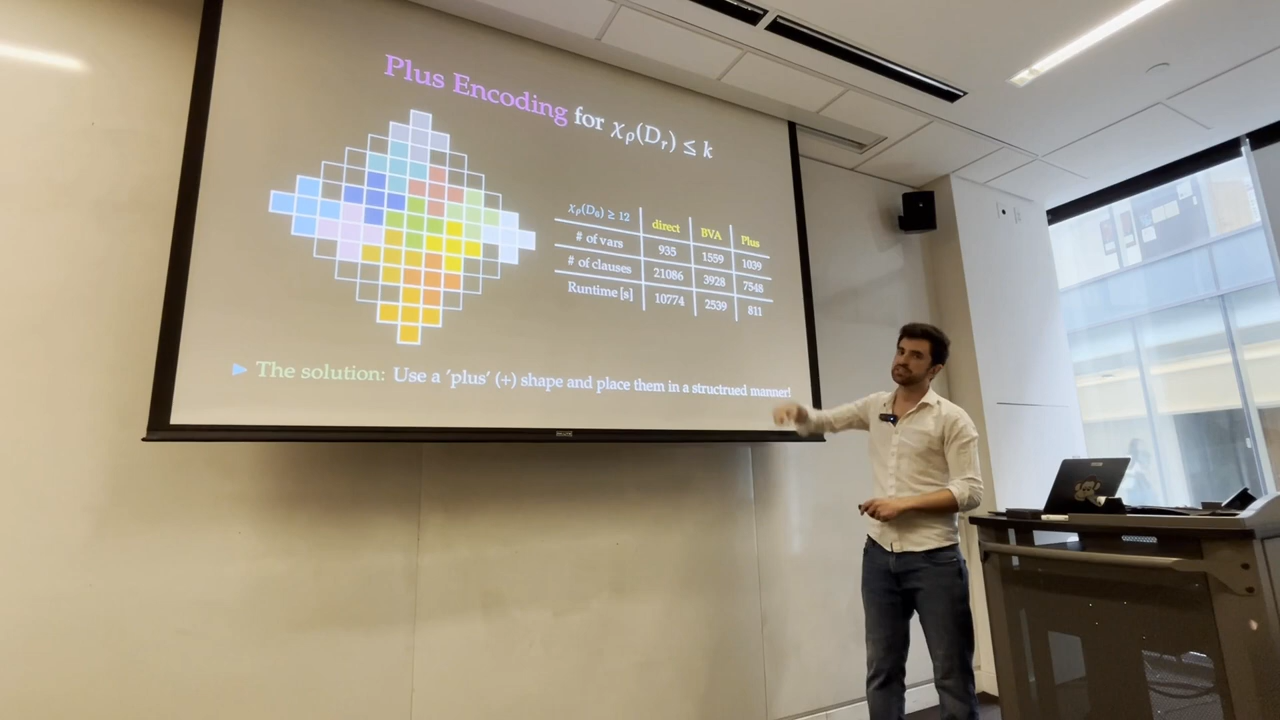 Plus Encoding for χρ(Dr) ≤ k
χρ(D6) ≥ 12 direct BVA Plus
# of vars 935 1559 1039
# of clauses 21086 3928 7548
Runtime [s] 10774 2539 811
▶ The solution: Use a 'plus' (+) shape and place them in a structrued manner!